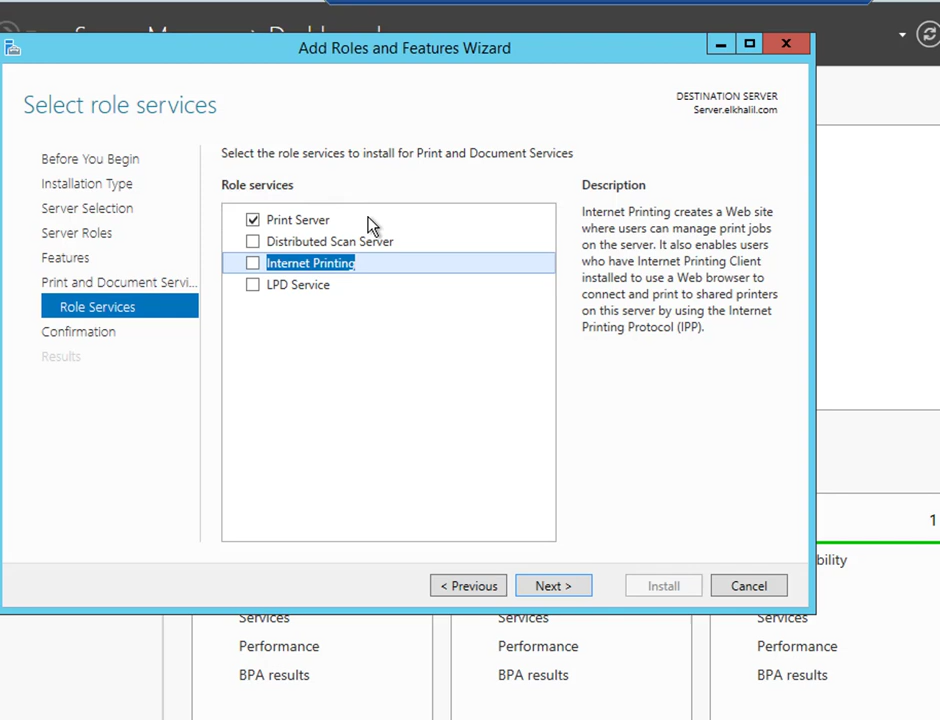 Add Roles and Features Wizard
Select role services
DESTINATION SERVER
Server.elkhalil.com
Before You Begin
Installation Type
Server Selection
Server Roles
Features
Print and Document Servi...
Role Services
Confirmation
Results
Select the role services to install for Print and Document Services
Role services
Print Server
Distributed Scan Server
Internet Printing
LPD Service
Description
Internet Printing creates a Web site
where users can manage print jobs
on the server. It also enables users
who have Internet Printing Client
installed to use a Web browser to
connect and print to shared printers
on this server by using the Internet
Printing Protocol (IPP).
< Previous
Next >
Install
Cancel
1
bility
Services
Performance
BPA results
Services
Performance
BPA results
Services
Performance
BPA results